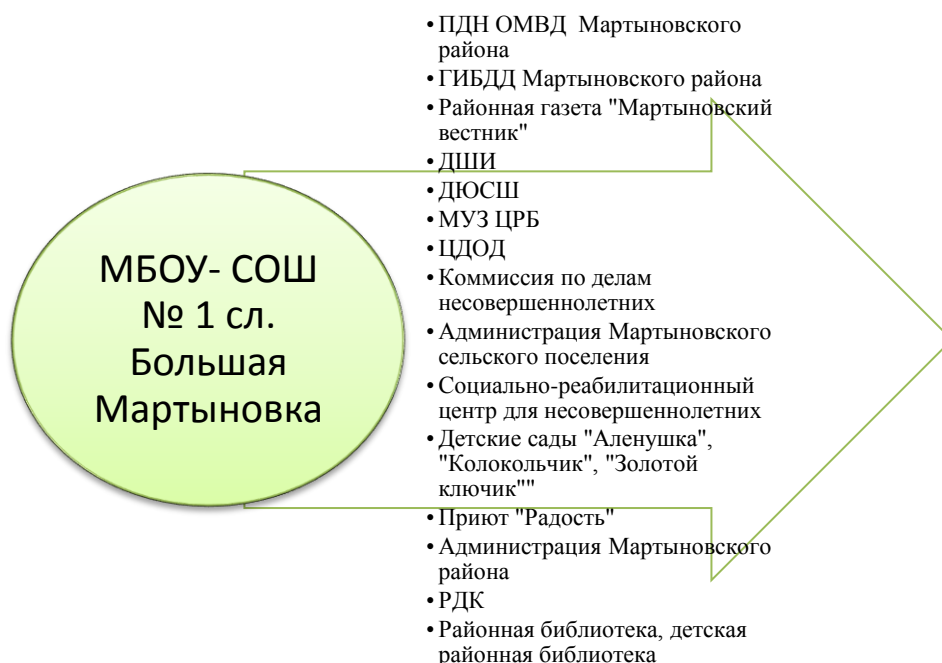 МБОУ- СОШ
№ 1 сл.
Большая
Мартыновка
• ПДН ОМВД  Мартыновского
района
• ГИБДД Мартыновского района
• Районная газета "Мартыновский
вестник"
• ДШИ
• ДЮСШ
• МУЗ ЦРБ
• ЦДОД
• Коммиссия по делам
несовершеннолетних
• Администрация Мартыновского
сельского поселения
• Социально-реабилитационный
центр для несовершеннолетних
• Детские сады "Аленушка",
"Колокольчик", "Золотой
ключик""
• Приют "Радость"
• Администрация Мартыновского
района
• РДК
• Районная библиотека, детская
районная библиотека